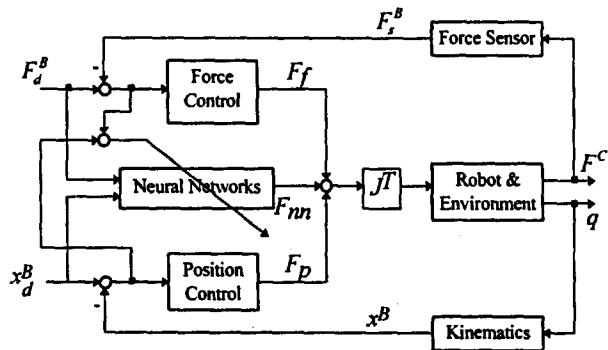 F_s^B
Force Sensor
-
F_d^B
Force
Control
F_f
Neural Networks
F_nn
J^T
Robot &
Environment
F^C
q
x_d^B
Position
Control
F_p
-
x^B
Kinematics